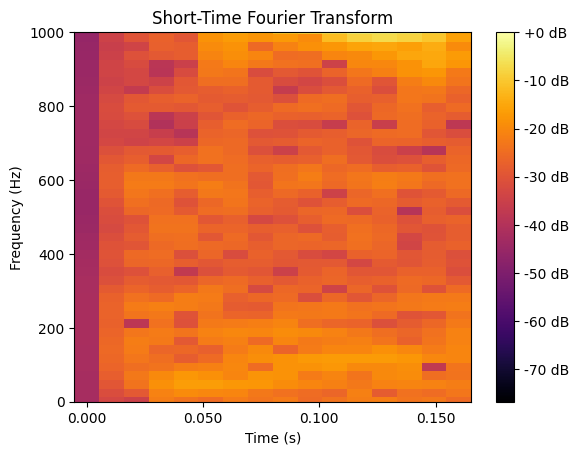 Short-Time Fourier Transform
1000
800
600
400
200
0
Frequency (Hz)
0.000
0.050
0.100
0.150
Time (s)
+0 dB
-10 dB
-20 dB
-30 dB
-40 dB
-50 dB
-60 dB
-70 dB